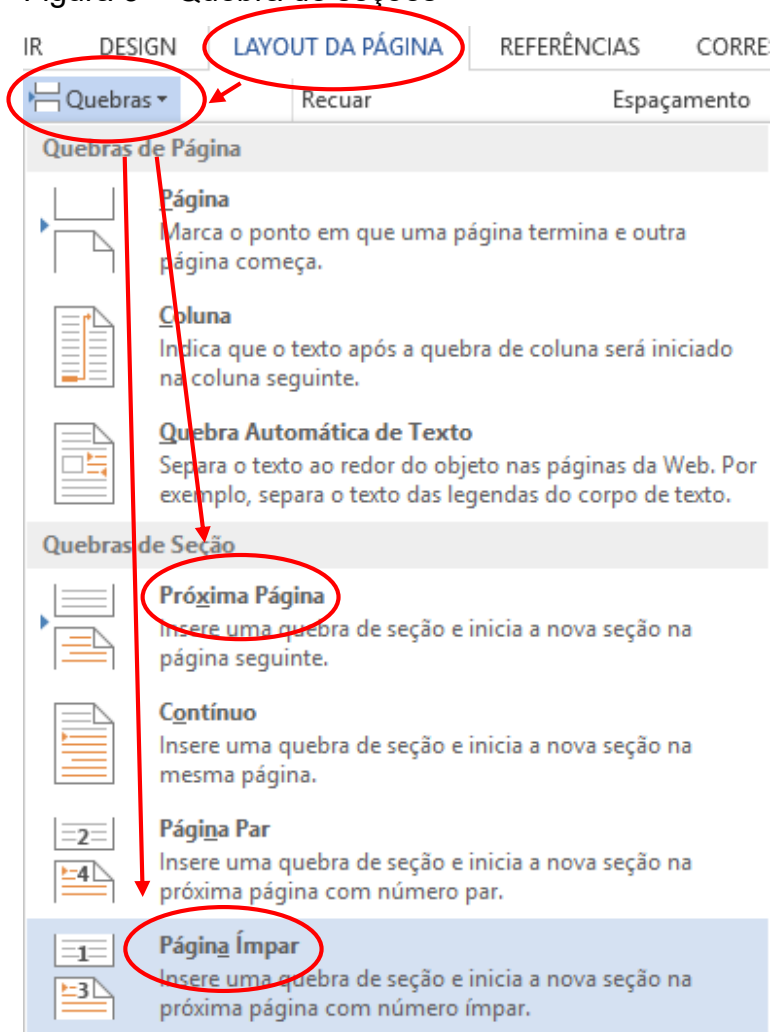 IR DESIGN LAYOUT DA PÁGINA REFERÊNCIAS CORRE
Quebras Recuar Espaçamento
Quebras de Página
Página
Marca o ponto em que uma página termina e outra
página começa.
Coluna
Indica que o texto após a quebra de coluna será iniciado
na coluna seguinte.
Quebra Automática de Texto
Separa o texto ao redor do objeto nas páginas da Web. Por
exemplo, separa o texto das legendas do corpo de texto.
Quebras de Seção
Próxima Página
Insere uma quebra de seção e inicia a nova seção na
página seguinte.
Contínuo
Insere uma quebra de seção e inicia a nova seção na
mesma página.
2
4
Página Par
Insere uma quebra de seção e inicia a nova seção na
próxima página com número par.
1
3
Página Ímpar
Insere uma quebra de seção e inicia a nova seção na
próxima página com número ímpar.